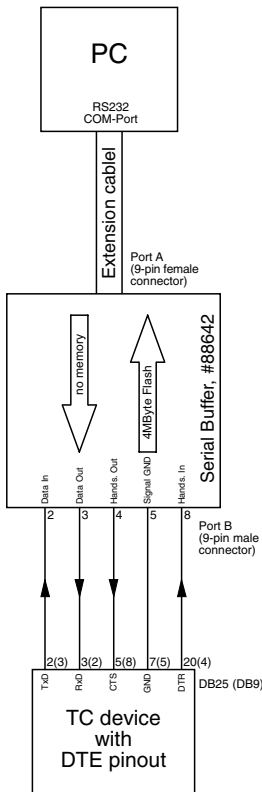 PC
RS232
COM-Port
Extension cablel
Port A
(9-pin female
connector)
no memory
4MByte Flash
Serial Buffer, #88642
Data In
Data Out
Hands. Out
Signal GND
Hands. In
2
3
4
5
8
Port B
(9-pin male
connector)
2(3)
3(2)
5(8)
7(5)
20(4)
DB25 (DB9)
TxD
RxD
CTS
GND
DTR
TC device
with
DTE pinout